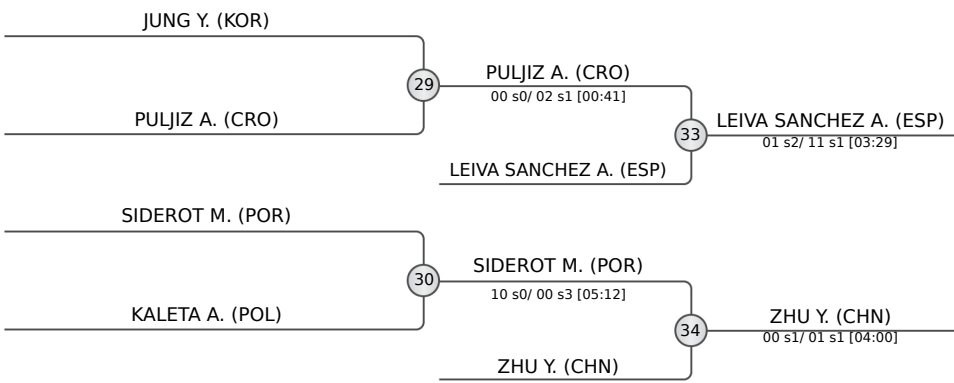 JUNG Y. (KOR)
29
PULJIZ A. (CRO)
00 s0/ 02 s1 [00:41]
PULJIZ A. (CRO)
33
LEIVA SANCHEZ A. (ESP)
01 s2/ 11 s1 [03:29]
LEIVA SANCHEZ A. (ESP)
SIDEROT M. (POR)
30
SIDEROT M. (POR)
10 s0/ 00 s3 [05:12]
KALETA A. (POL)
34
ZHU Y. (CHN)
00 s1/ 01 s1 [04:00]
ZHU Y. (CHN)